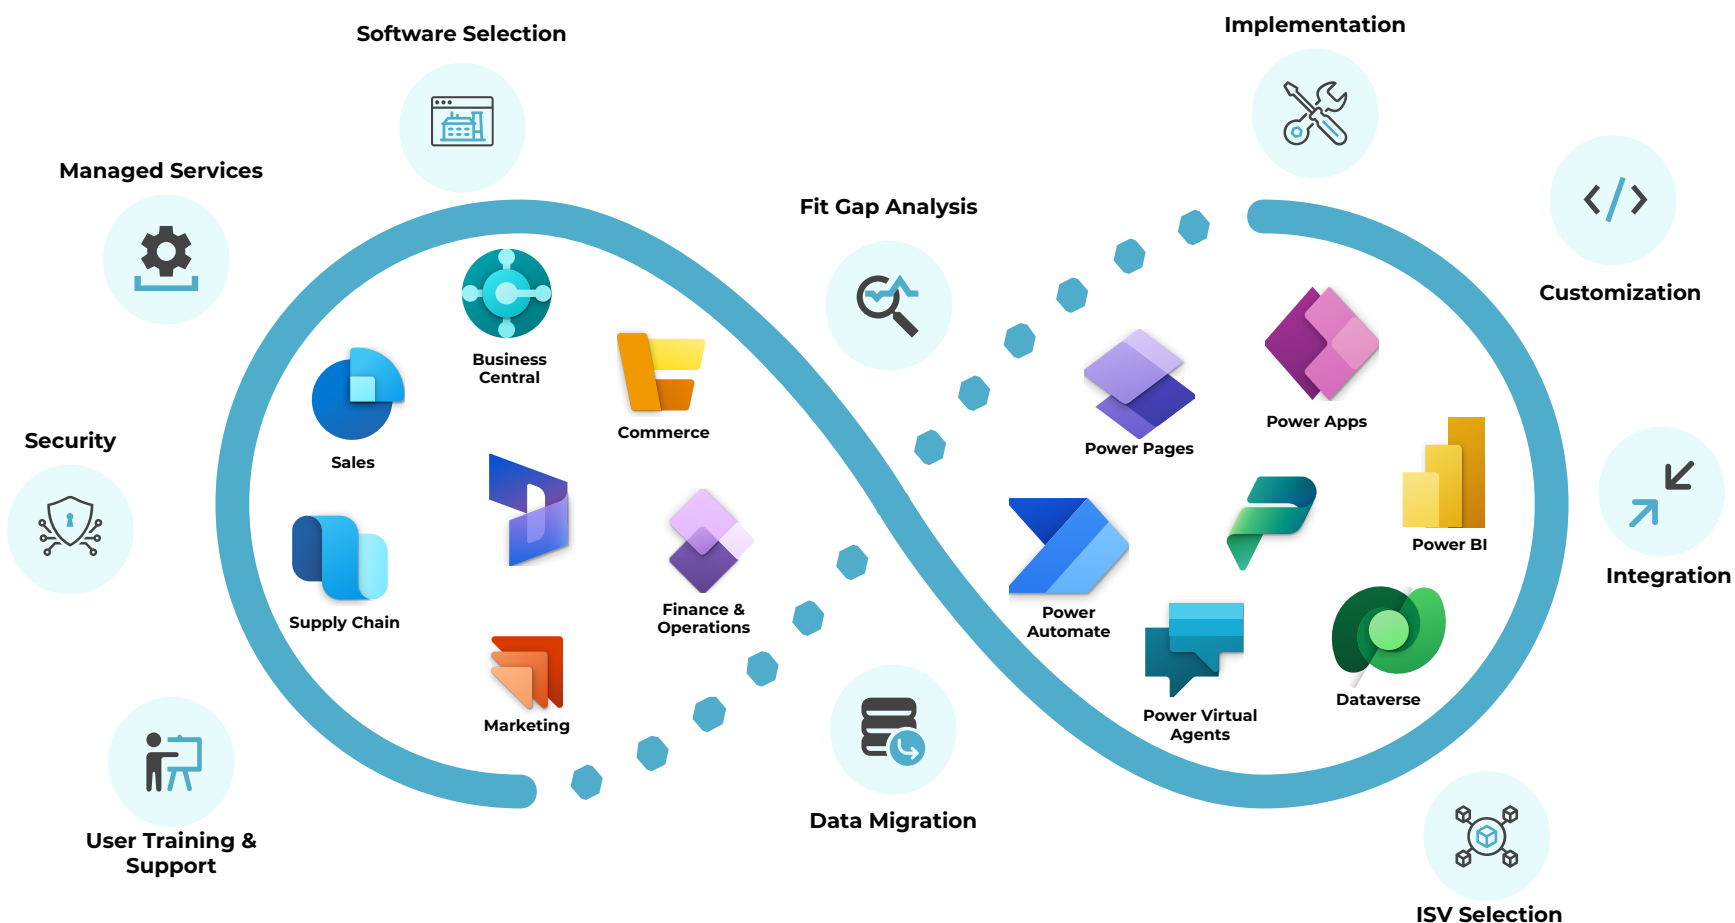 Implementation
Software Selection
Managed Services
Fit Gap Analysis
Customization
Business
Central
Commerce
Sales
Power Apps
Power Pages
Security
Power BI
Integration
Supply Chain
Finance &
Operations
Power
Automate
Dataverse
Marketing
Power Virtual
Agents
Data Migration
User Training &
Support
ISV Selection